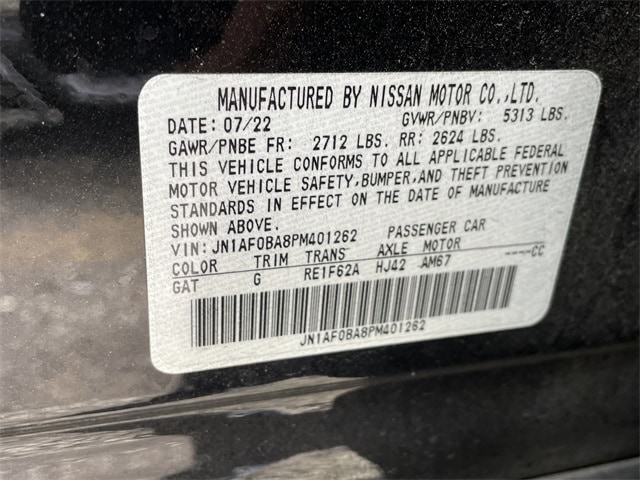 MANUFACTURED BY NISSAN MOTOR CO.,LTD.
DATE: 07/22 GVWR/PNBV: 5313 LBS.
GAWR/PNBE FR: 2712 LBS. RR: 2624 LBS.
THIS VEHICLE CONFORMS TO ALL APPLICABLE FEDERAL
MOTOR VEHICLE SAFETY,BUMPER,AND THEFT PREVENTION
STANDARDS IN EFFECT ON THE DATE OF MANUFACTURE
SHOWN ABOVE.
VIN: JN1AF0BA8PM401262 PASSENGER CAR
COLOR TRIM TRANS AXLE MOTOR ----CC
GAT G RE1F62A HJ42 AM67
JN1AF0BA8PM401262